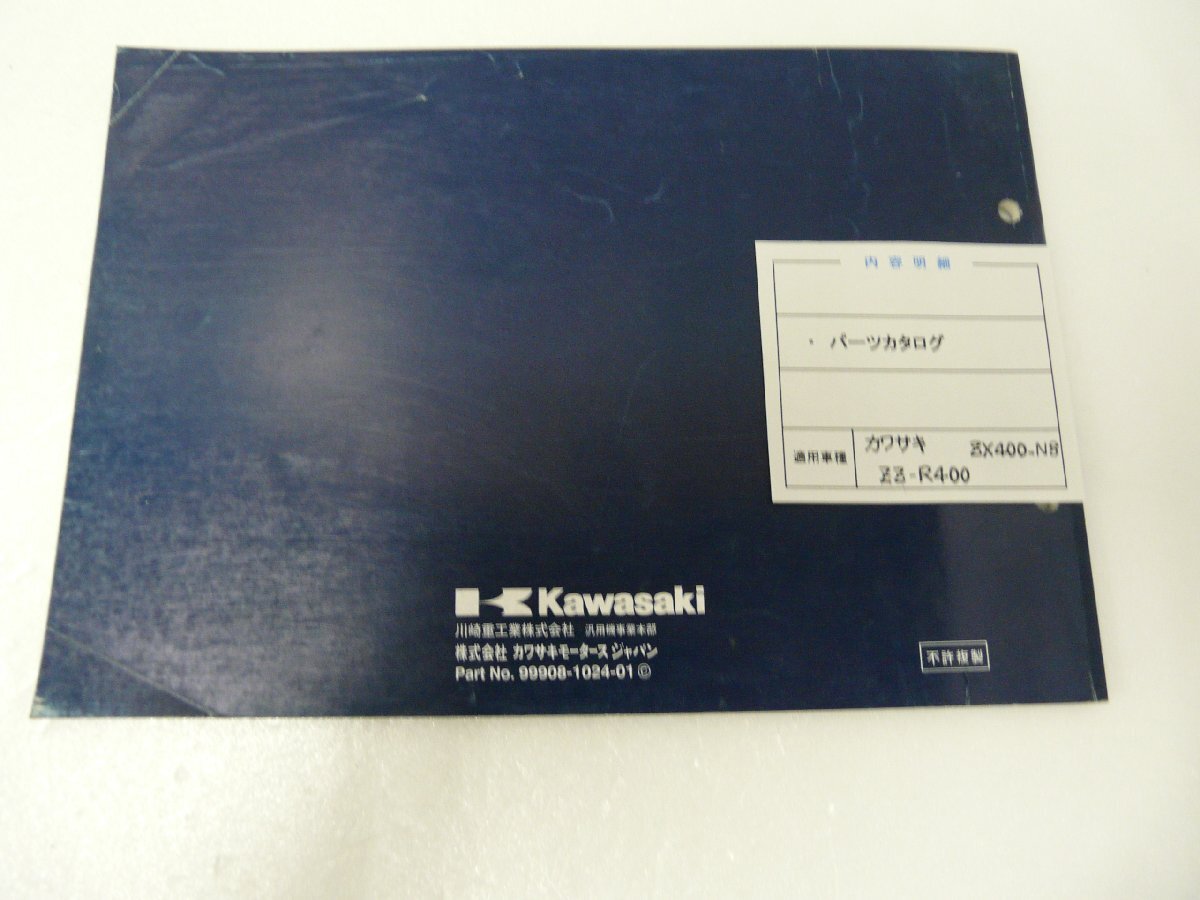 内容明細
・ パーツカタログ
適用車種 カワサキ ZX400-N5
ZZ-R400
Kawasaki
川崎重工業株式会社 汎用機事業本部
株式会社 カワサキモータース ジャパン
Part No. 99908-1024-01 Ⓒ
不許複製